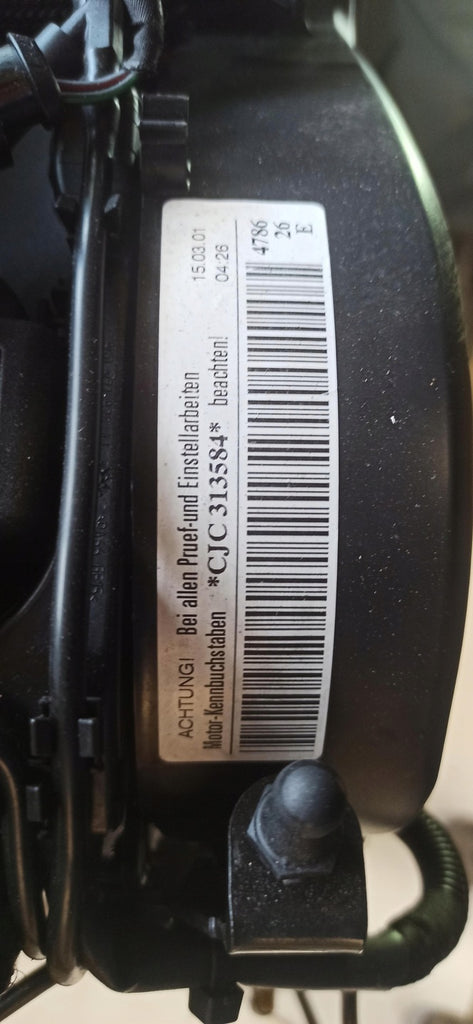 ACHTUNG! Bei allen Pruef-und Einstellarbeiten 15.03.01
Motor-Kennbuchstaben *CJC 313584* beachten! 04:26
4786
26
E